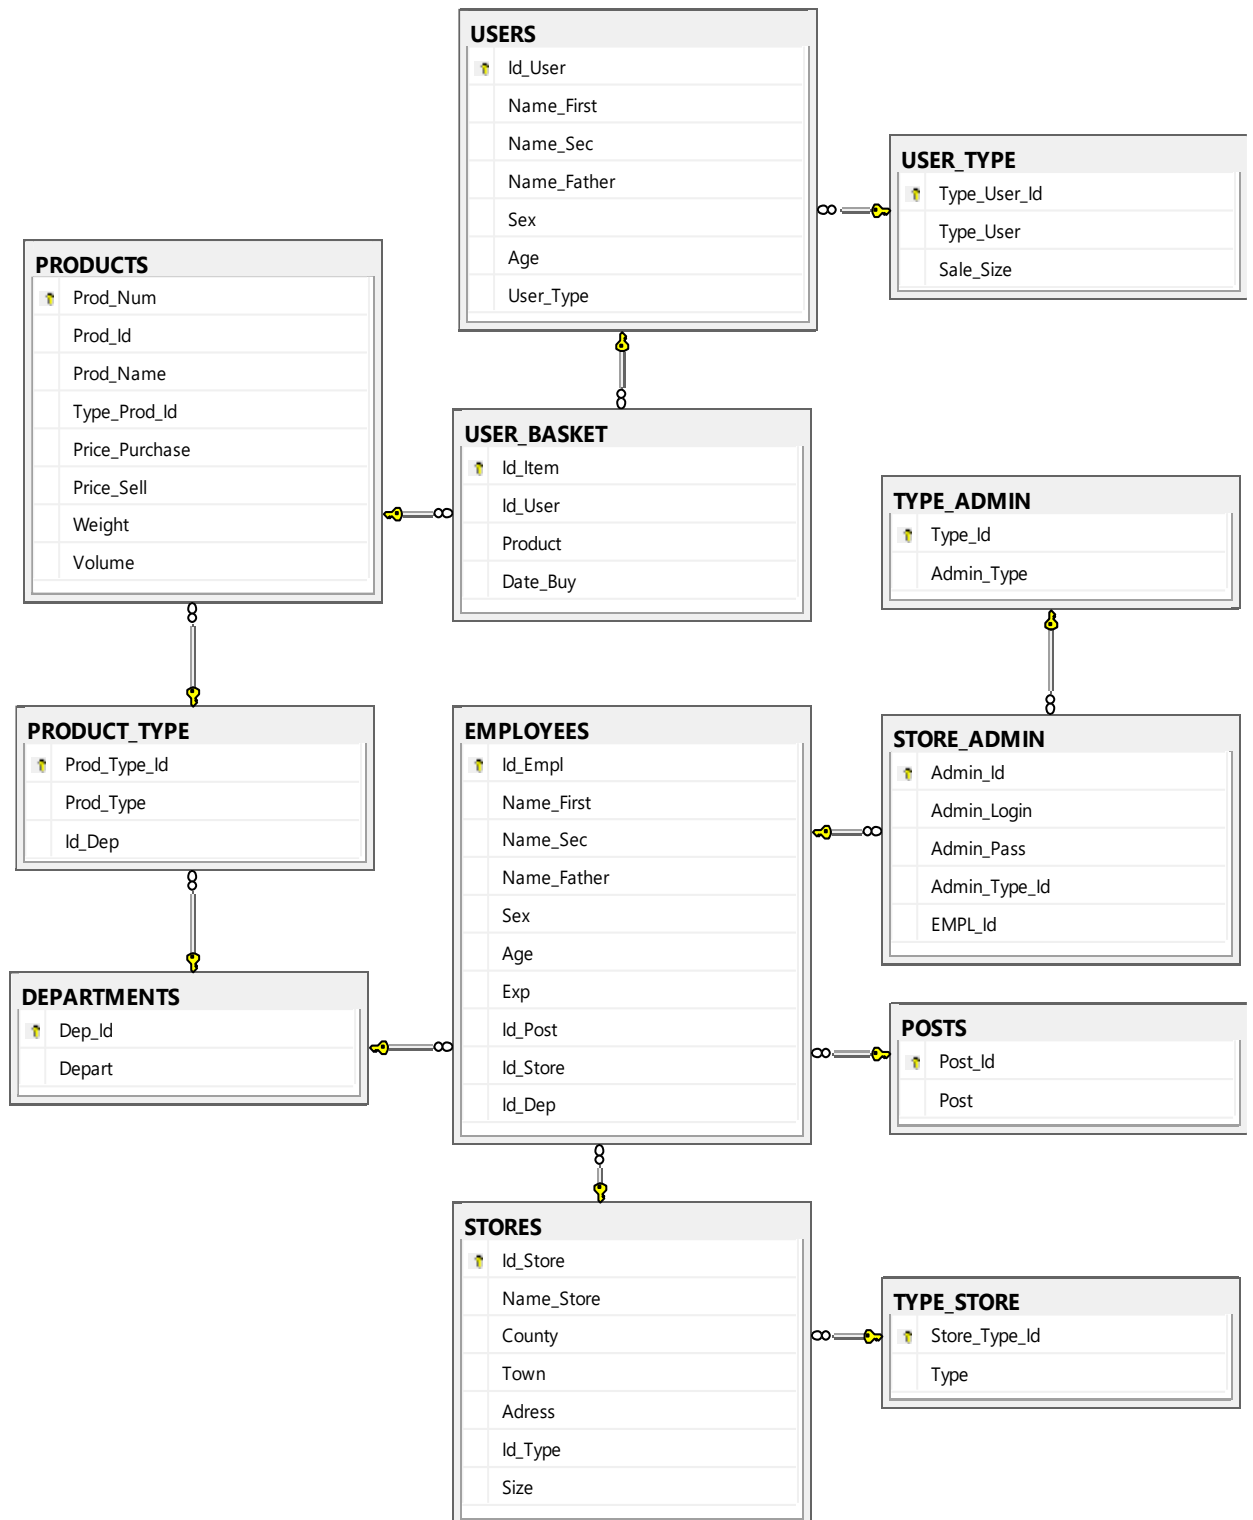 USERS
Id_User
Name_First
Name_Sec
Name_Father
Sex
Age
User_Type
USER_TYPE
Type_User_Id
Type_User
Sale_Size
PRODUCTS
Prod_Num
Prod_Id
Prod_Name
Type_Prod_Id
Price_Purchase
Price_Sell
Weight
Volume
USER_BASKET
Id_Item
Id_User
Product
Date_Buy
TYPE_ADMIN
Type_Id
Admin_Type
PRODUCT_TYPE
Prod_Type_Id
Prod_Type
Id_Dep
EMPLOYEES
Id_Empl
Name_First
Name_Sec
Name_Father
Sex
Age
Exp
Id_Post
Id_Store
Id_Dep
STORE_ADMIN
Admin_Id
Admin_Login
Admin_Pass
Admin_Type_Id
EMPL_Id
DEPARTMENTS
Dep_Id
Depart
POSTS
Post_Id
Post
STORES
Id_Store
Name_Store
County
Town
Adress
Id_Type
Size
TYPE_STORE
Store_Type_Id
Type